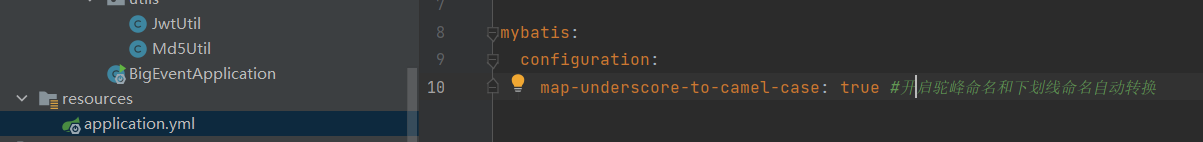 utils
JwtUtil
Md5Util
BigEventApplication
resources
application.yml
7
8 mybatis:
9 configuration:
10 map-underscore-to-camel-case: true #开启驼峰命名和下划线命名自动转换